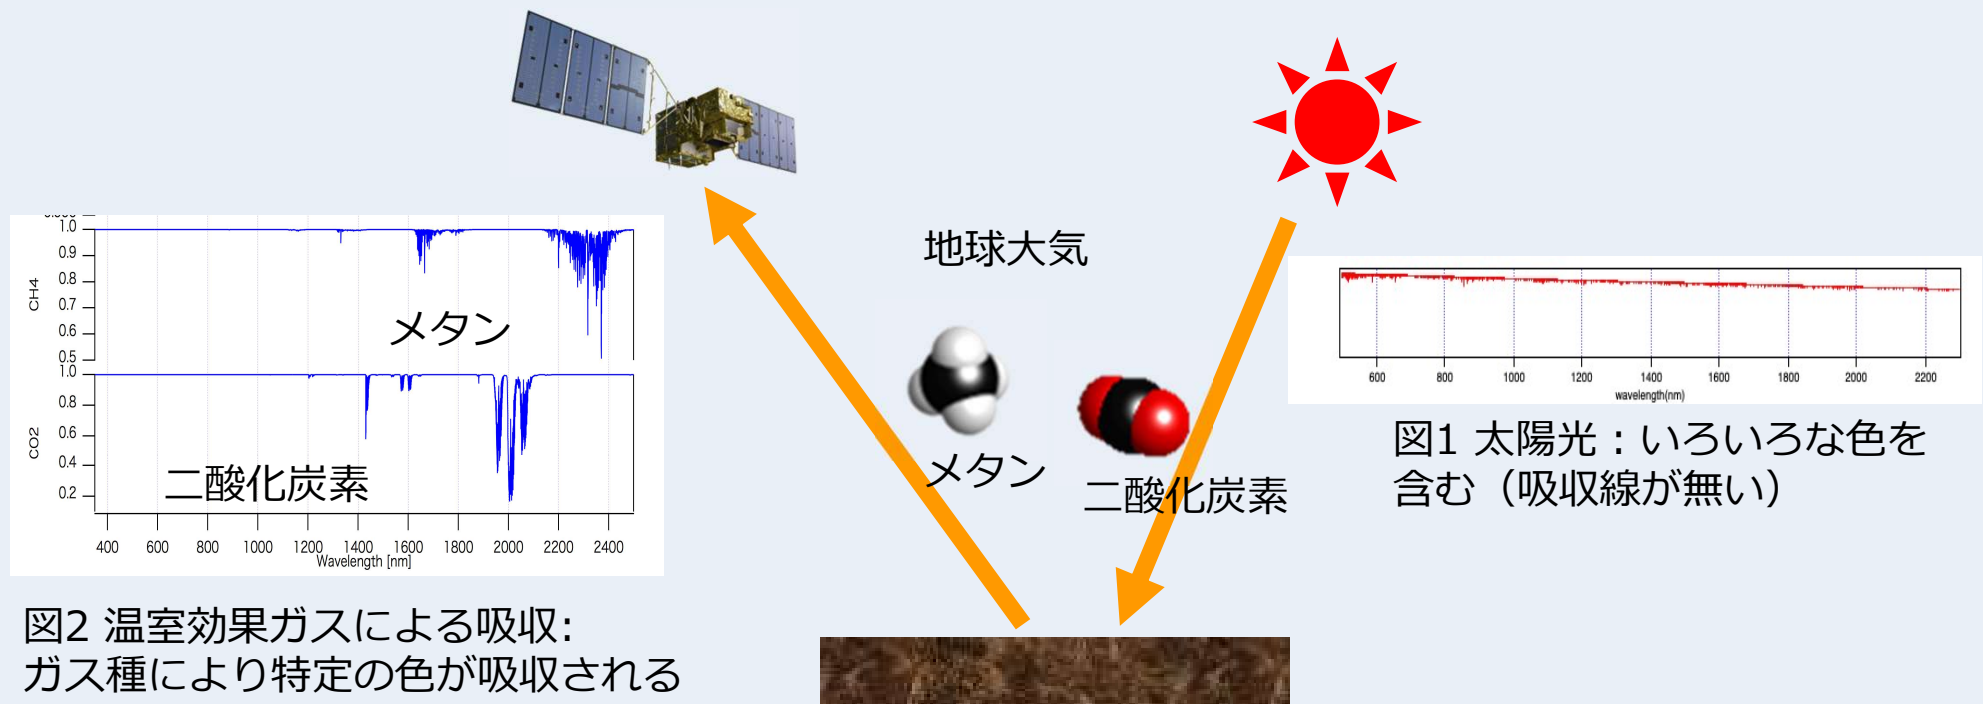 地球大気
メタン
二酸化炭素
0.000
1.0
0.9
0.8
0.7
0.6
0.5
CH4
メタン
1.0
0.8
0.6
0.4
0.2
CO2
二酸化炭素
400 600 800 1000 1200 1400 1600 1800 2000 2200 2400
Wavelength [nm]
図2 温室効果ガスによる吸収:
ガス種により特定の色が吸収される
600 800 1000 1200 1400 1600 1800 2000 2200
wavelength(nm)
図1 太陽光：いろいろな色を
含む（吸収線が無い）